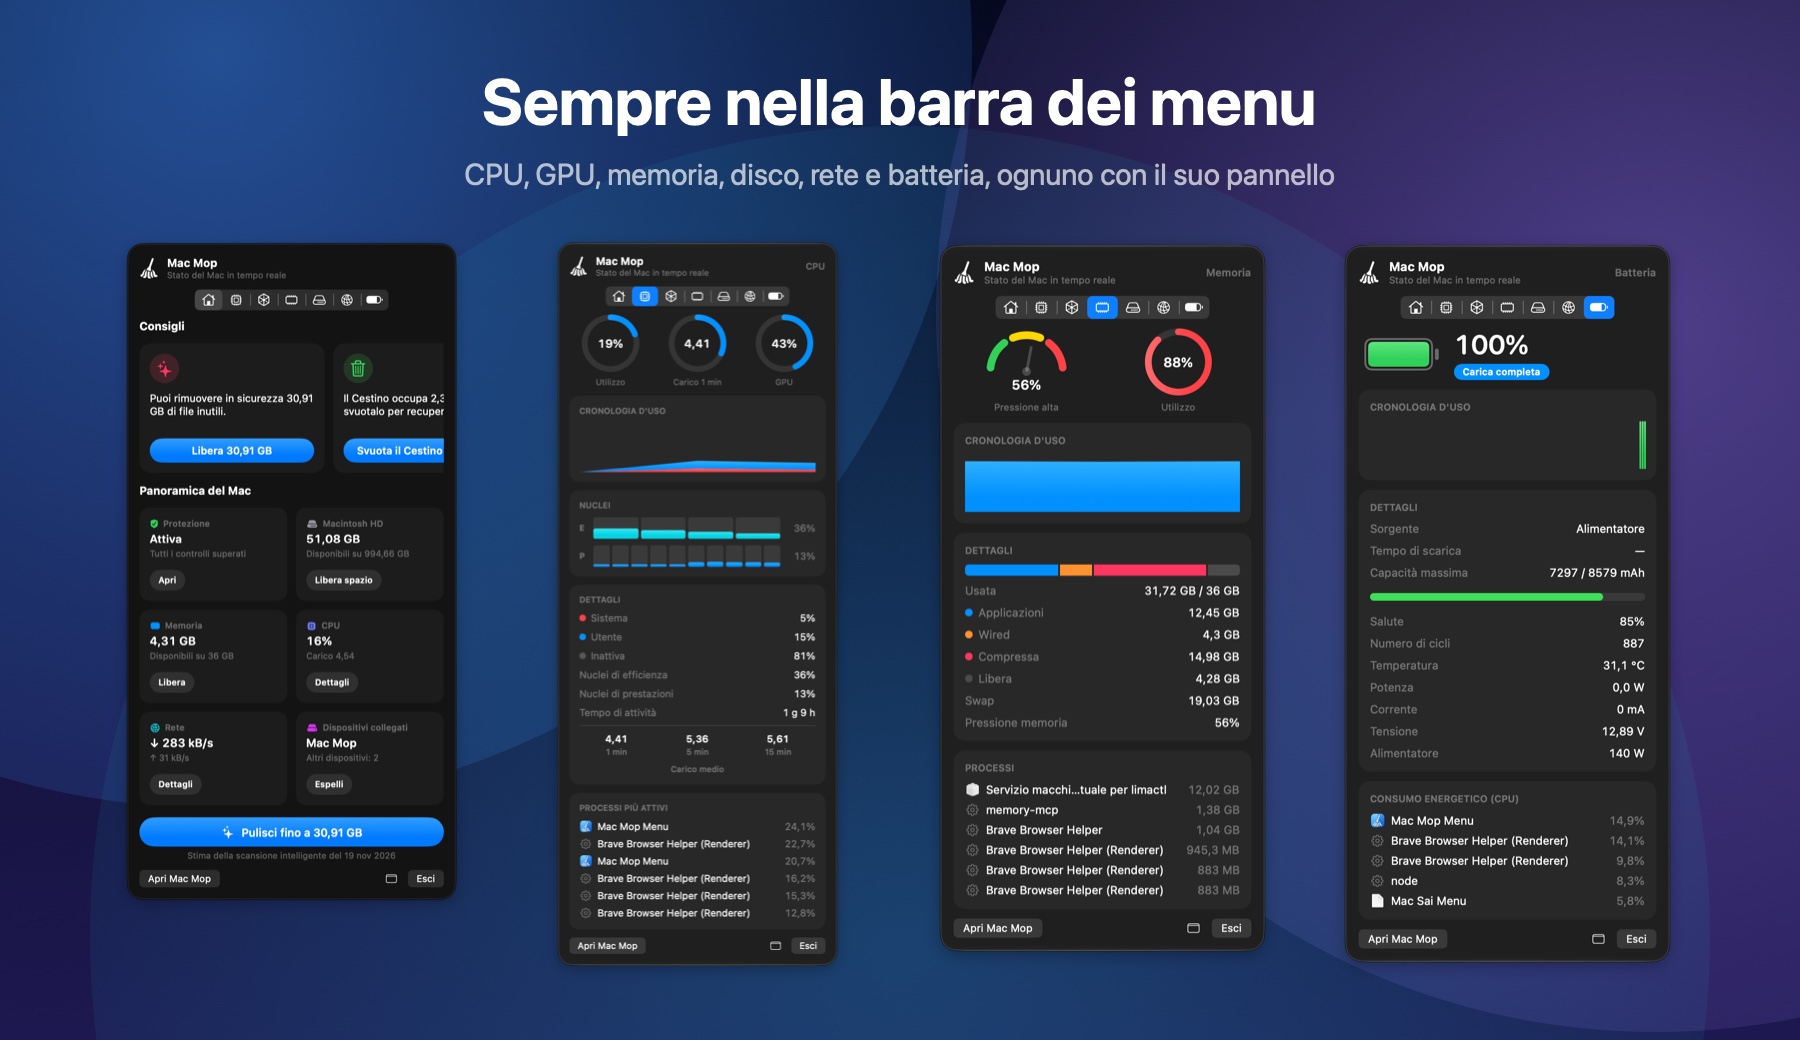 Sempre nella barra dei menu
CPU, GPU, memoria, disco, rete e batteria, ognuno con il suo pannello
Mac Mop
Stato del Mac in tempo reale
Consigli
Puoi rimuovere in sicurezza 30,91
GB di file inutili.
Libera 30,91 GB
Il Cestino occupa 2,3
svuotalo per recuper
Svuota il Cestino
Panoramica del Mac
Protezione
Attiva
Tutti i controlli superati
Apri
Macintosh HD
51,08 GB
Disponibili su 994,66 GB
Libera spazio
Memoria
4,31 GB
Disponibili su 36 GB
Libera
CPU
16%
Carico 4,54
Dettagli
Rete
↓ 283 kB/s
↑ 31 kB/s
Dettagli
Dispositivi collegati
Mac Mop
Altri dispositivi: 2
Espelli
Pulisci fino a 30,91 GB
Stima della scansione intelligente del 19 nov 2026
Apri Mac Mop
Esci
Mac Mop
Stato del Mac in tempo reale
CPU
19%
Utilizzo
4,41
Carico 1 min
43%
GPU
CRONOLOGIA D'USO
NUCLEI
E 36%
P 13%
DETTAGLI
Sistema 5%
Utente 15%
Inattiva 81%
Nuclei di efficienza 36%
Nuclei di prestazioni 13%
Tempo di attività 1 g 9 h
4,41 5,36 5,61
1 min 5 min 15 min
Carico medio
PROCESSI PIÙ ATTIVI
Mac Mop Menu 24,1%
Brave Browser Helper (Renderer) 22,7%
Mac Mop Menu 20,7%
Brave Browser Helper (Renderer) 16,2%
Brave Browser Helper (Renderer) 15,3%
Brave Browser Helper (Renderer) 12,8%
Apri Mac Mop
Esci
Mac Mop
Stato del Mac in tempo reale
Memoria
56%
Pressione alta
88%
Utilizzo
CRONOLOGIA D'USO
DETTAGLI
Usata 31,72 GB / 36 GB
Applicazioni 12,45 GB
Wired 4,3 GB
Compressa 14,98 GB
Libera 4,28 GB
Swap 19,03 GB
Pressione memoria 56%
PROCESSI
Servizio macchi...tuale per limactl 12,02 GB
memory-mcp 1,38 GB
Brave Browser Helper 1,04 GB
Brave Browser Helper (Renderer) 945,3 MB
Brave Browser Helper (Renderer) 883 MB
Brave Browser Helper (Renderer) 883 MB
Apri Mac Mop
Esci
Mac Mop
Stato del Mac in tempo reale
Batteria
100%
Carica completa
CRONOLOGIA D'USO
DETTAGLI
Sorgente Alimentatore
Tempo di scarica —
Capacità massima 7297 / 8579 mAh
Salute 85%
Numero di cicli 887
Temperatura 31,1 °C
Potenza 0,0 W
Corrente 0 mA
Tensione 12,89 V
Alimentatore 140 W
CONSUMO ENERGETICO (CPU)
Mac Mop Menu 14,9%
Brave Browser Helper (Renderer) 14,1%
Brave Browser Helper (Renderer) 9,8%
node 8,3%
Mac Sai Menu 5,8%
Apri Mac Mop
Esci